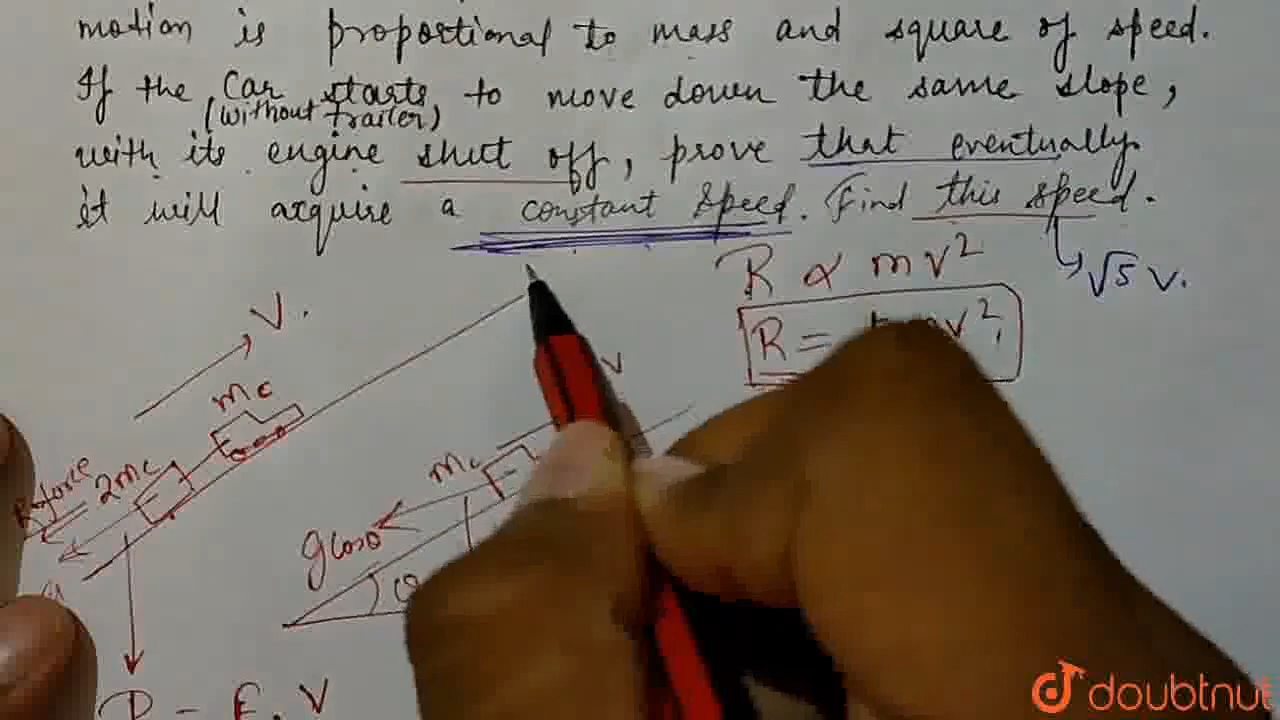 motion is proportional to mass and square of speed.
If the Car starts, to move down the same slope,
(without trailer)
with its engine shut off, prove that eventually
it will acquire a constant speed. Find this speed.
R ∝ mv²
√5 v.
V.
R =
v²
mc
V
mc
2mc
Rforce
gcosθ
P = F. V
doubtnut